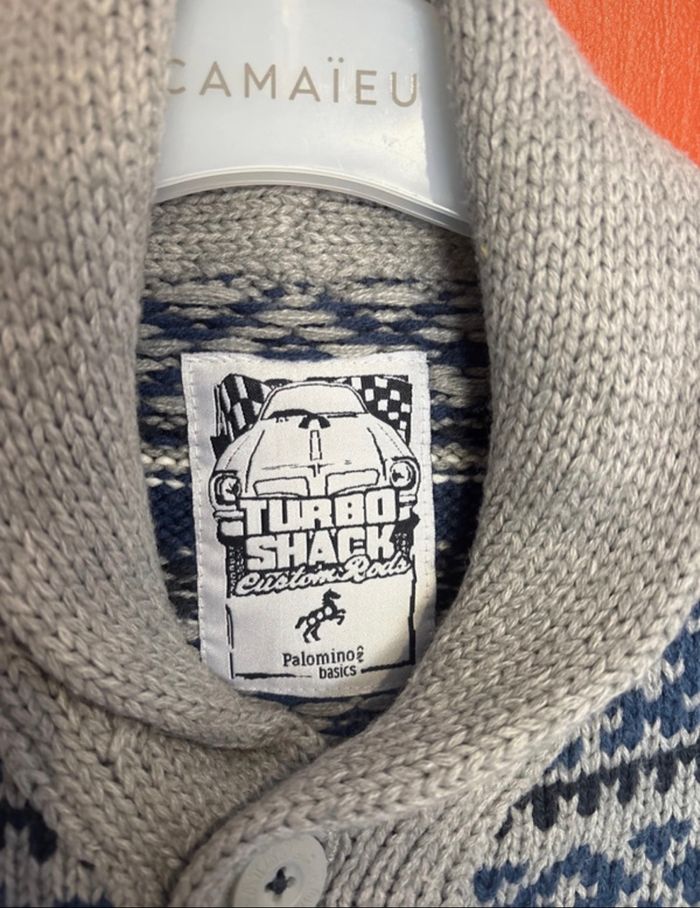 CAMAÏEU
TURBO
SHACK
Custom Rods
Palomino
basics